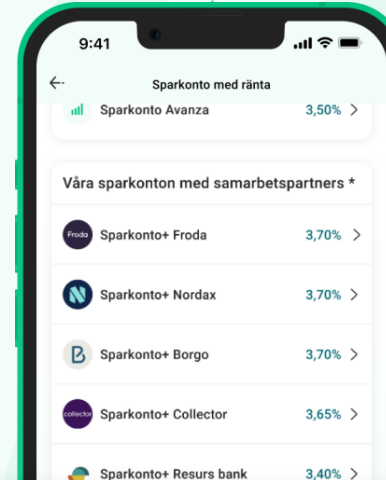 9:41
Sparkonto med ränta
Sparkonto Avanza 3,50%
Våra sparkonton med samarbetspartners *
Froda Sparkonto+ Froda 3,70%
Sparkonto+ Nordax 3,70%
Sparkonto+ Borgo 3,70%
collector Sparkonto+ Collector 3,65%
Sparkonto+ Resurs bank 3,40%